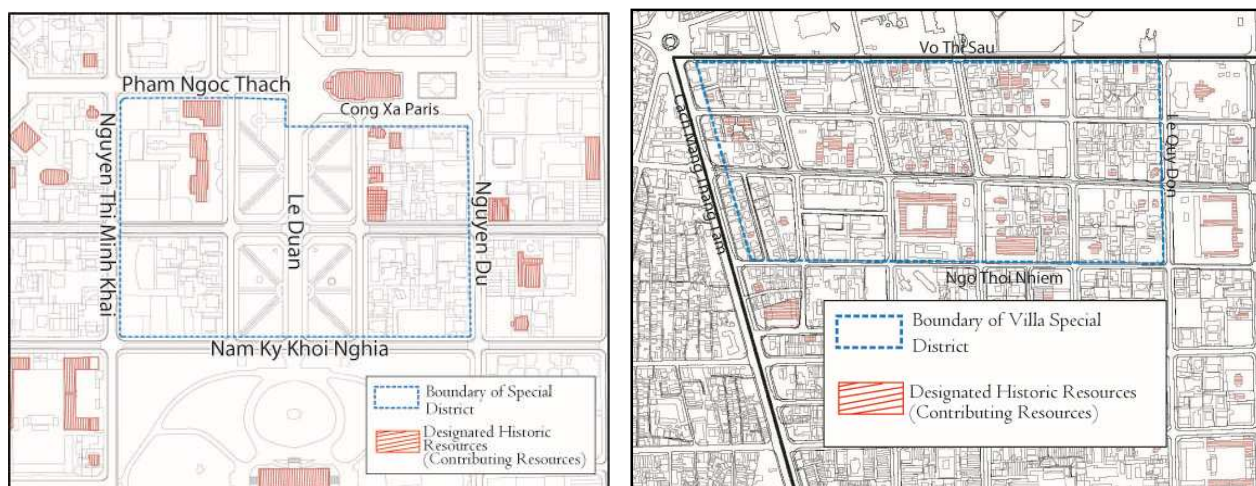 Pham Ngoc Thach
Cong Xa Paris
Nguyen Thi Minh Khai
Le Duan
Nguyen Du
Nam Ky Khoi Nghia
Boundary of Special
District
Designated Historic
Resources
(Contributing Resources)
Vo Thi Sau
Cach Mang Thang Tam
Le Quy Don
Ngo Thoi Nhiem
Boundary of Villa Special
District
Designated Historic Resources
(Contributing Resources)